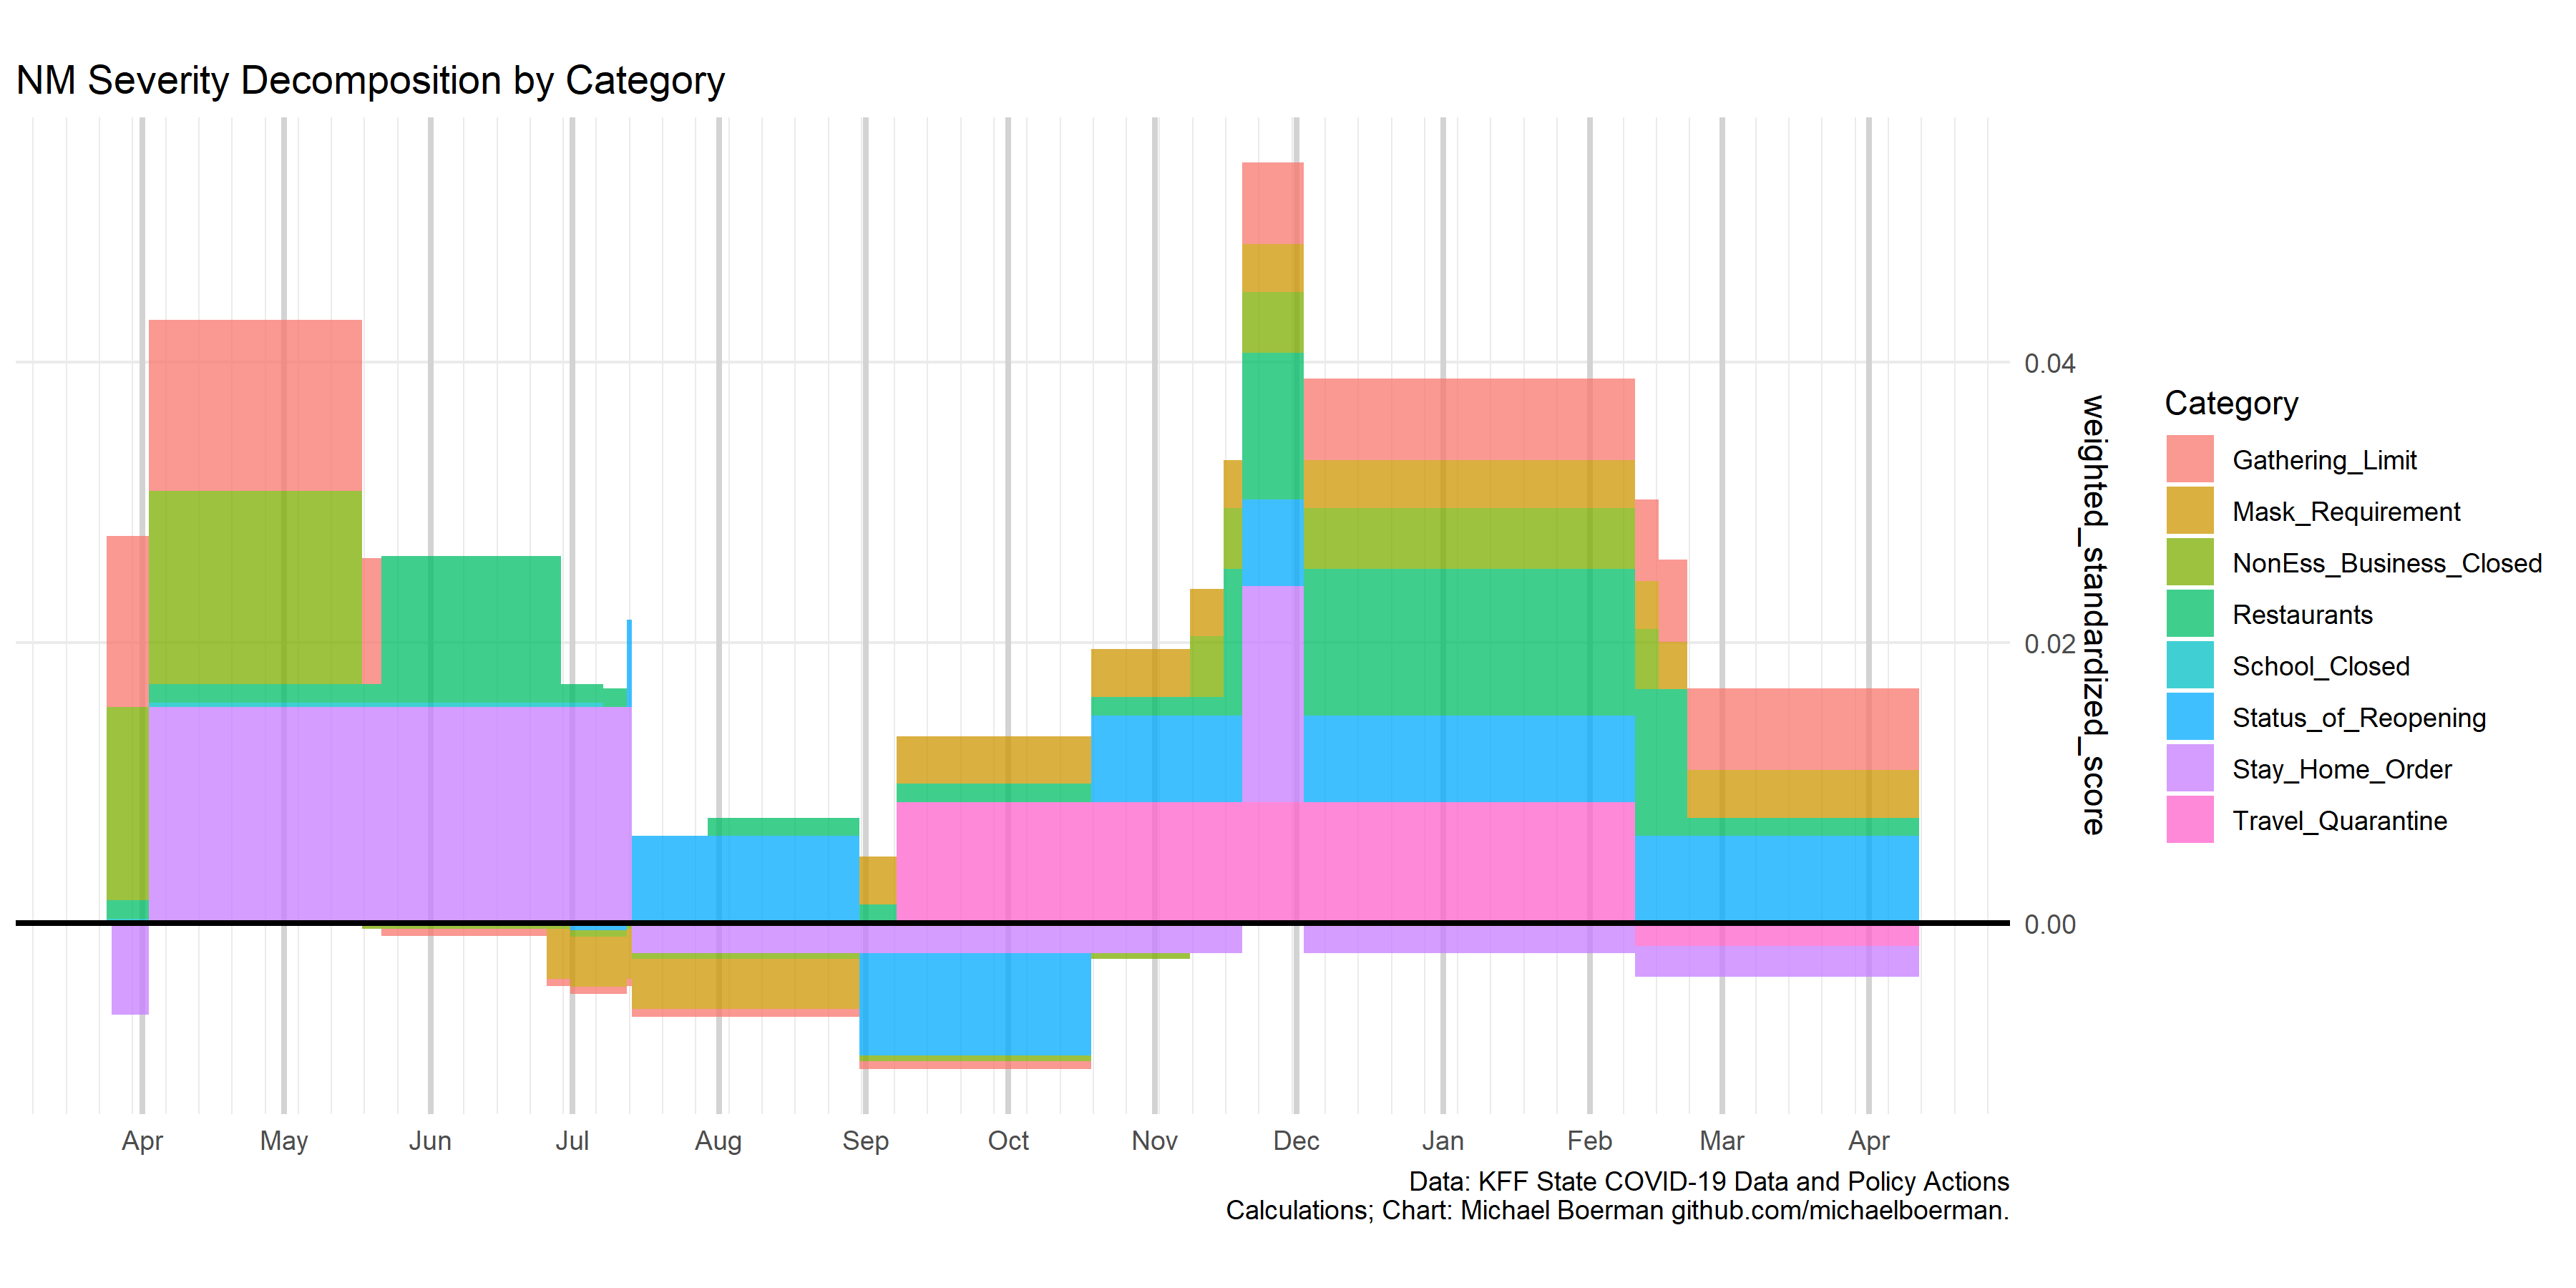 NM Severity Decomposition by Category
0.04
0.02
0.00
weighted_standardized_score
Category
Gathering_Limit
Mask_Requirement
NonEss_Business_Closed
Restaurants
School_Closed
Status_of_Reopening
Stay_Home_Order
Travel_Quarantine
Apr May Jun Jul Aug Sep Oct Nov Dec Jan Feb Mar Apr
Data: KFF State COVID-19 Data and Policy Actions
Calculations; Chart: Michael Boerman github.com/michaelboerman.